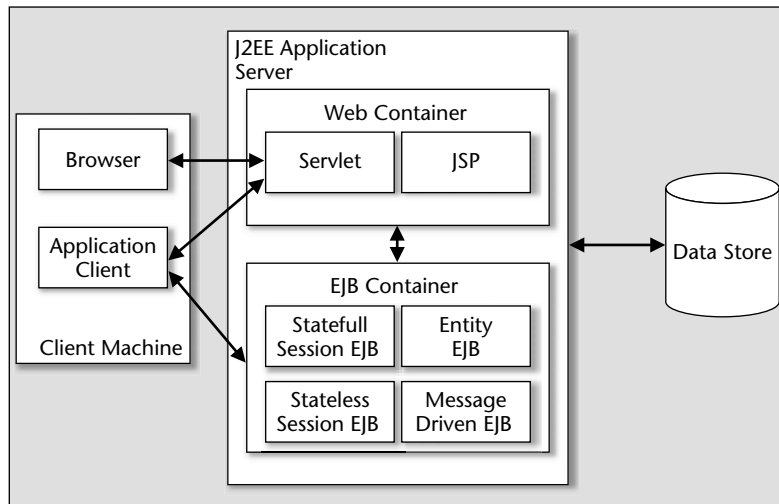 J2EE Application
Server
Web Container
Servlet
JSP
Browser
Application
Client
Client Machine
EJB Container
Statefull
Session EJB
Entity
EJB
Stateless
Session EJB
Message
Driven EJB
Data Store